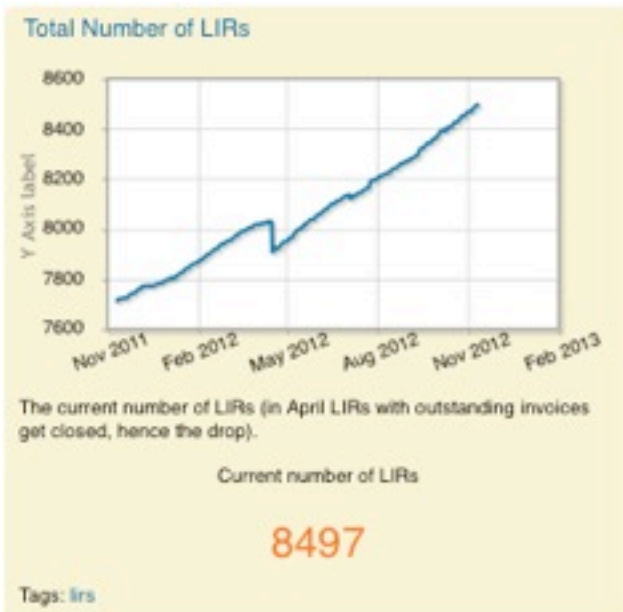 Total Number of LIRs
8600
8400
8200
8000
7800
7600
Y Axis label
Nov 2011
Feb 2012
May 2012
Aug 2012
Nov 2012
Feb 2013
The current number of LIRs (in April LIRs with outstanding invoices
get closed, hence the drop).
Current number of LIRs
8497
Tags: lirs